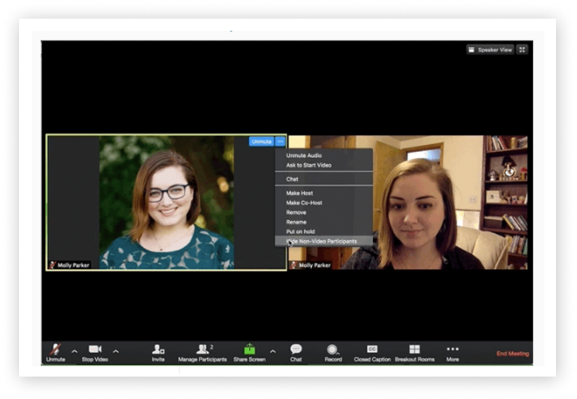 Speaker View
Unmute
Unmute Audio
Ask to Start Video
Chat
Make Host
Make Co-Host
Remove
Rename
Put on hold
Hide Non-Video Participants
Molly Parker
Molly Parker
2
Unmute
Stop Video
Invite
Manage Participants
Share Screen
Chat
Record
Closed Caption
Breakout Rooms
More
End Meeting